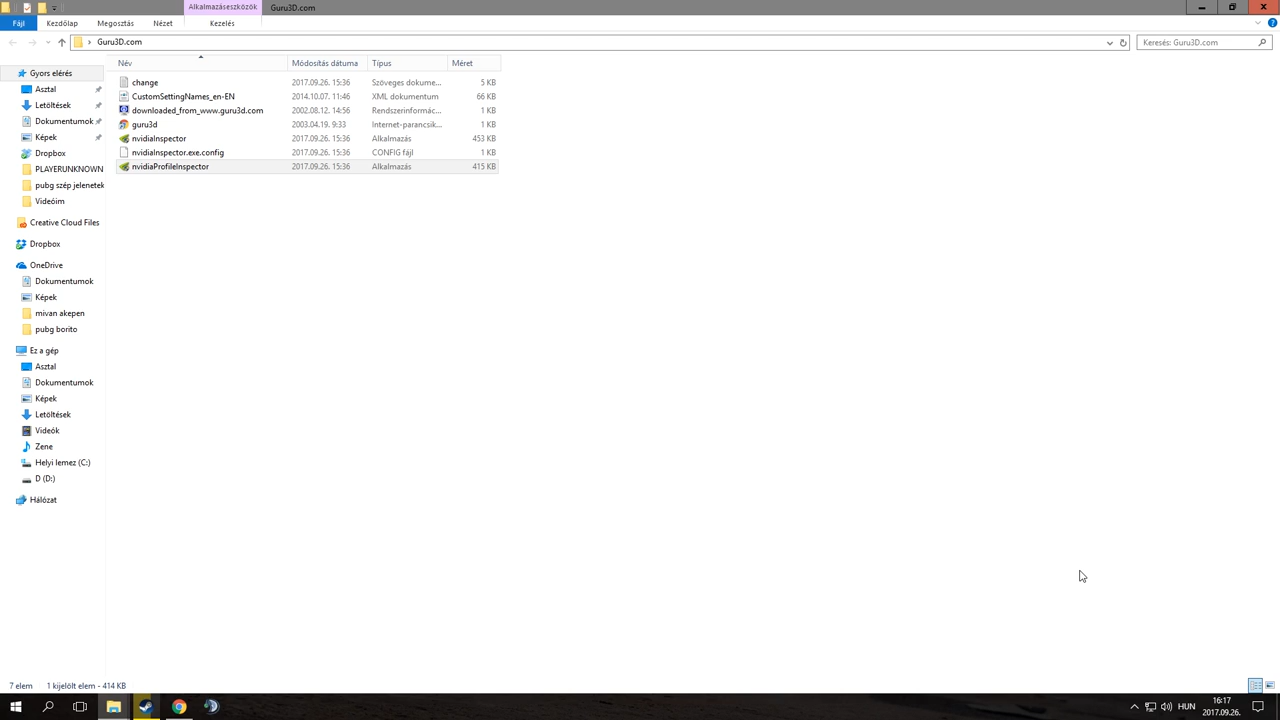 Alkalmazáseszközök
Guru3D.com
Fájl
Kezdőlap
Megosztás
Nézet
Kezelés
Guru3D.com
Keresés: Guru3D.com
Név
Módosítás dátuma
Típus
Méret
change
2017.09.26. 15:36
Szöveges dokume...
5 KB
CustomSettingNames_en-EN
2014.10.07. 11:46
XML dokumentum
66 KB
downloaded_from_www.guru3d.com
2002.08.12. 14:56
Rendszerinformác...
1 KB
guru3d
2003.04.19. 9:33
Internet-parancsik...
1 KB
nvidiaInspector
2017.09.26. 15:36
Alkalmazás
453 KB
nvidiaInspector.exe.config
2017.09.26. 15:36
CONFIG fájl
1 KB
nvidiaProfileInspector
2017.09.26. 15:36
Alkalmazás
415 KB
Gyors elérés
Asztal
Letöltések
Dokumentumok
Képek
Dropbox
PLAYERUNKNOWN
pubg szép jelenetek
Videóim
Creative Cloud Files
Dropbox
OneDrive
Dokumentumok
Képek
mivan akepen
pubg borito
Ez a gép
Asztal
Dokumentumok
Képek
Letöltések
Videók
Zene
Helyi lemez (C:)
D (D:)
Hálózat
7 elem
1 kijelölt elem - 414 KB
HUN
16:17
2017.09.26.